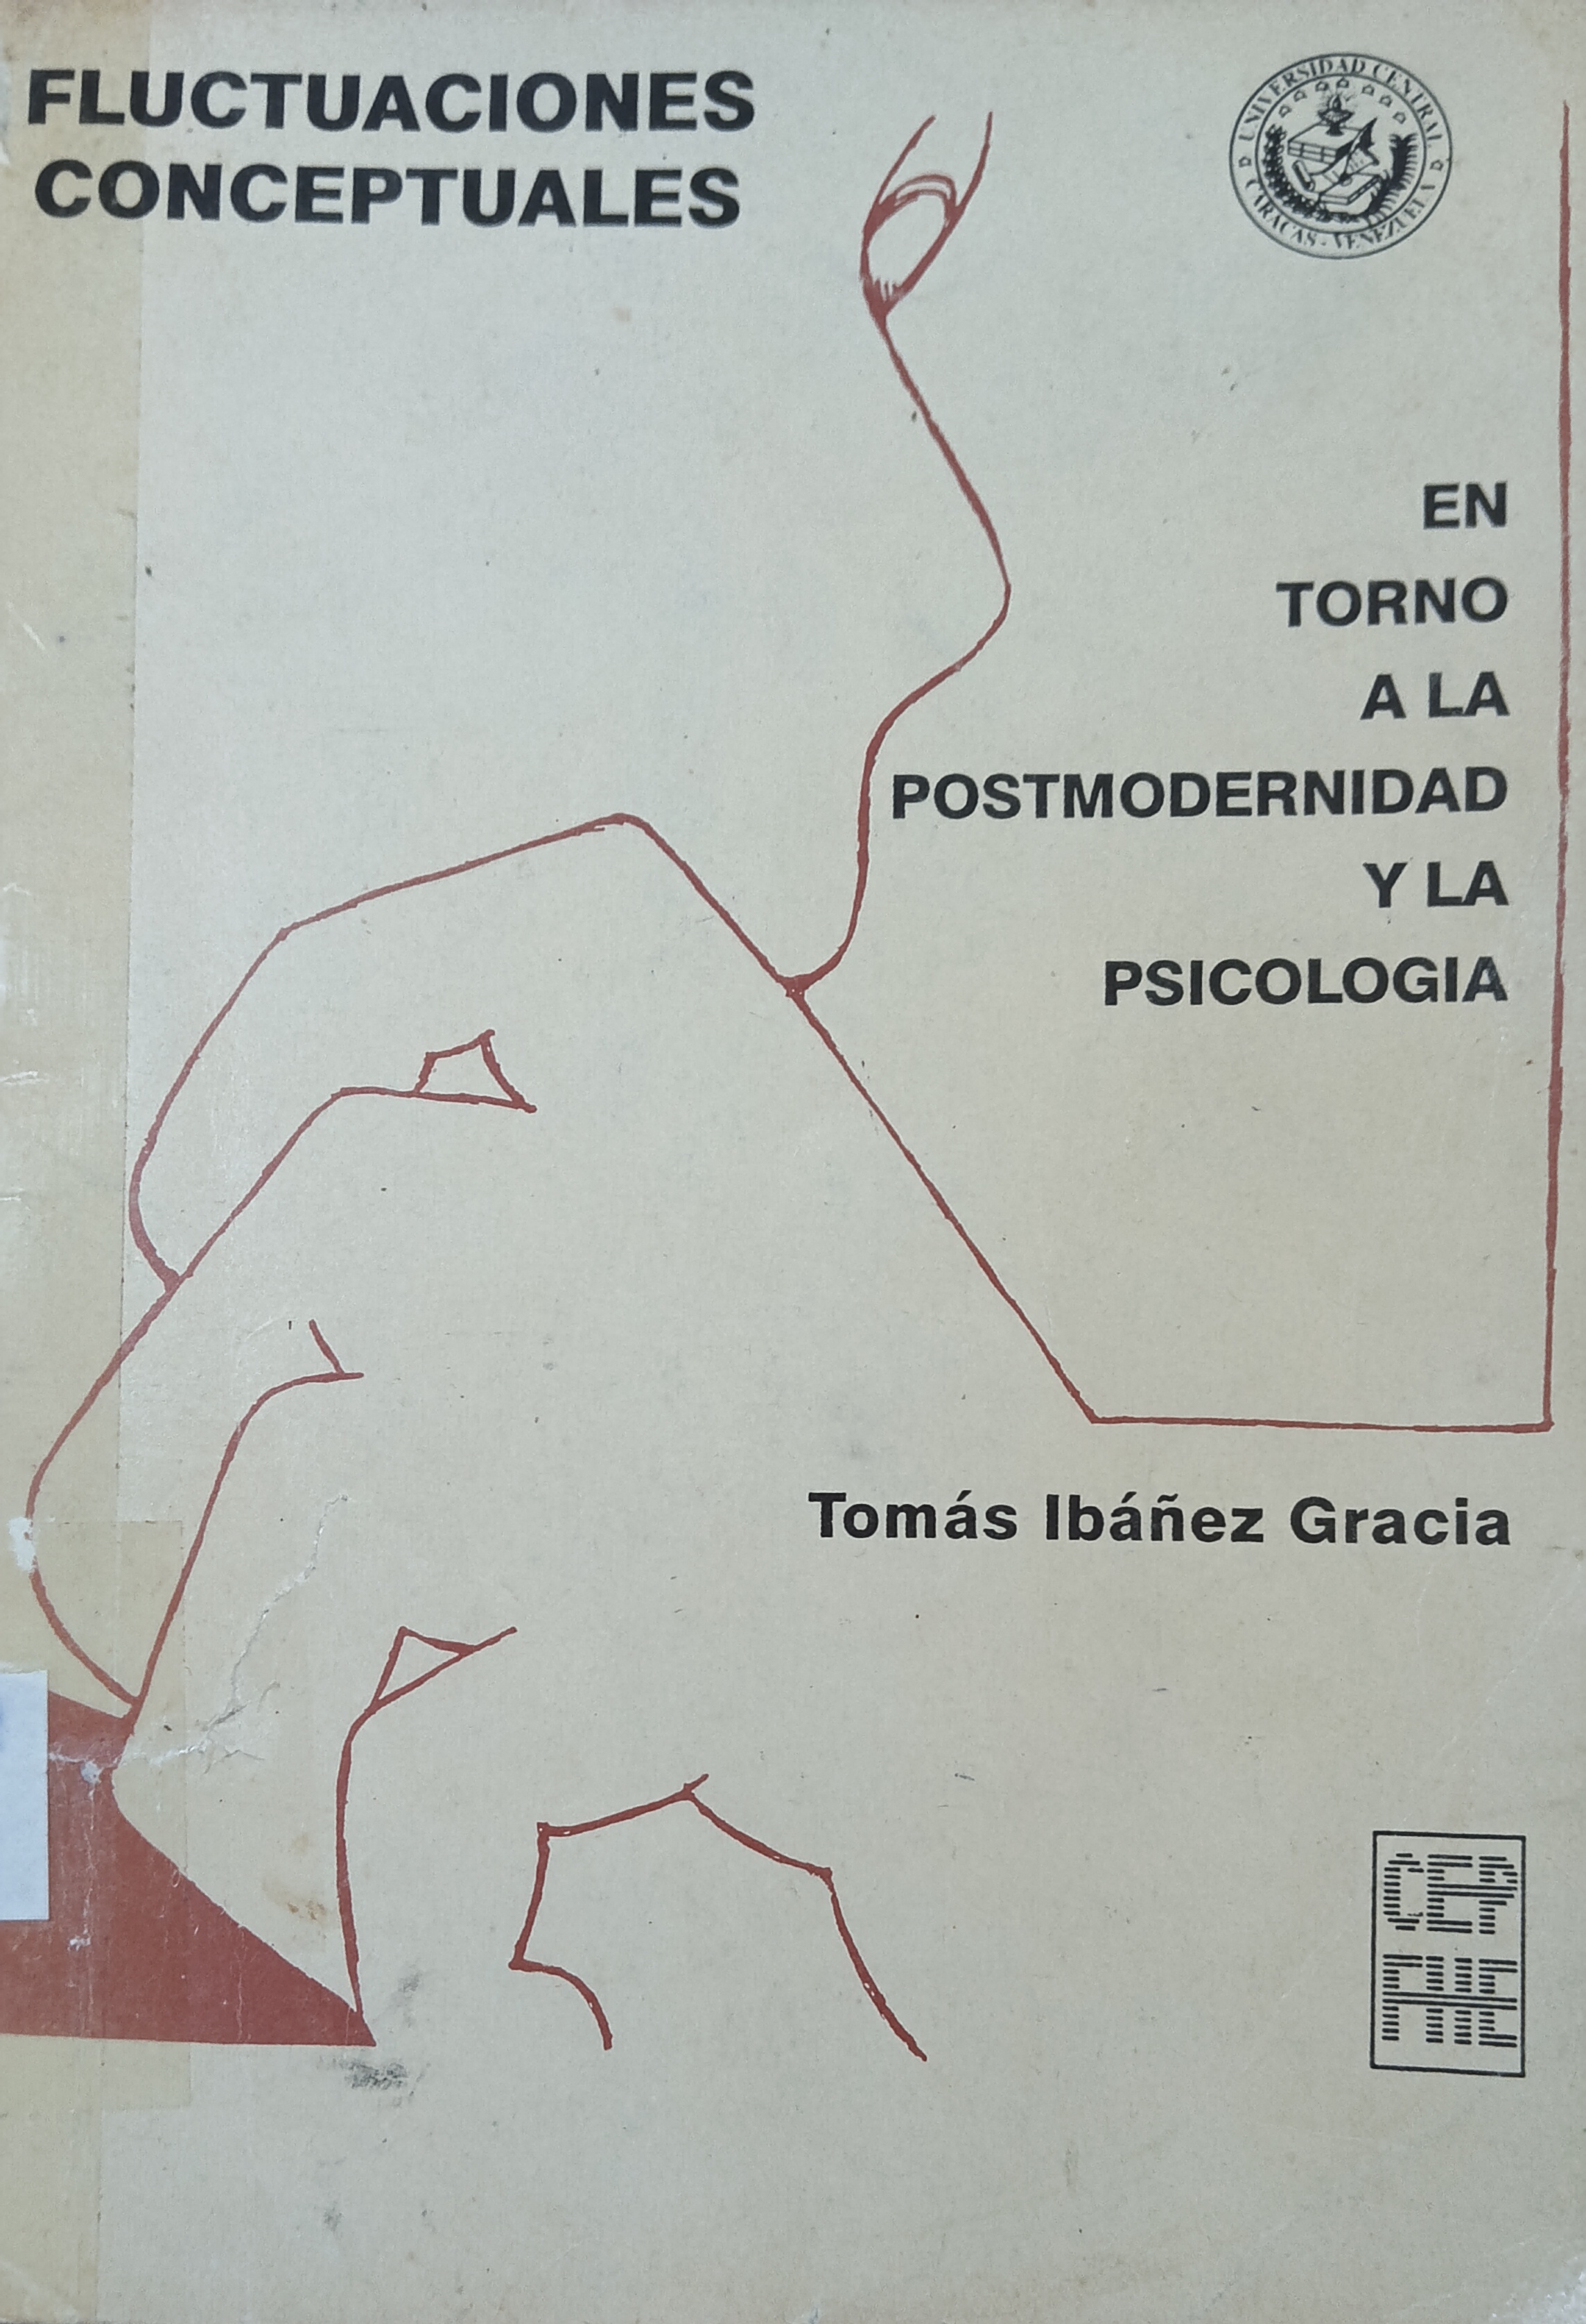 FLUCTUACIONES
CONCEPTUALES
UNIVERSIDAD CENTRAL
CARACAS - VENEZUELA
EN
TORNO
A LA
POSTMODERNIDAD
Y LA
PSICOLOGIA
Tomás Ibáñez Gracia
CEP
FHE